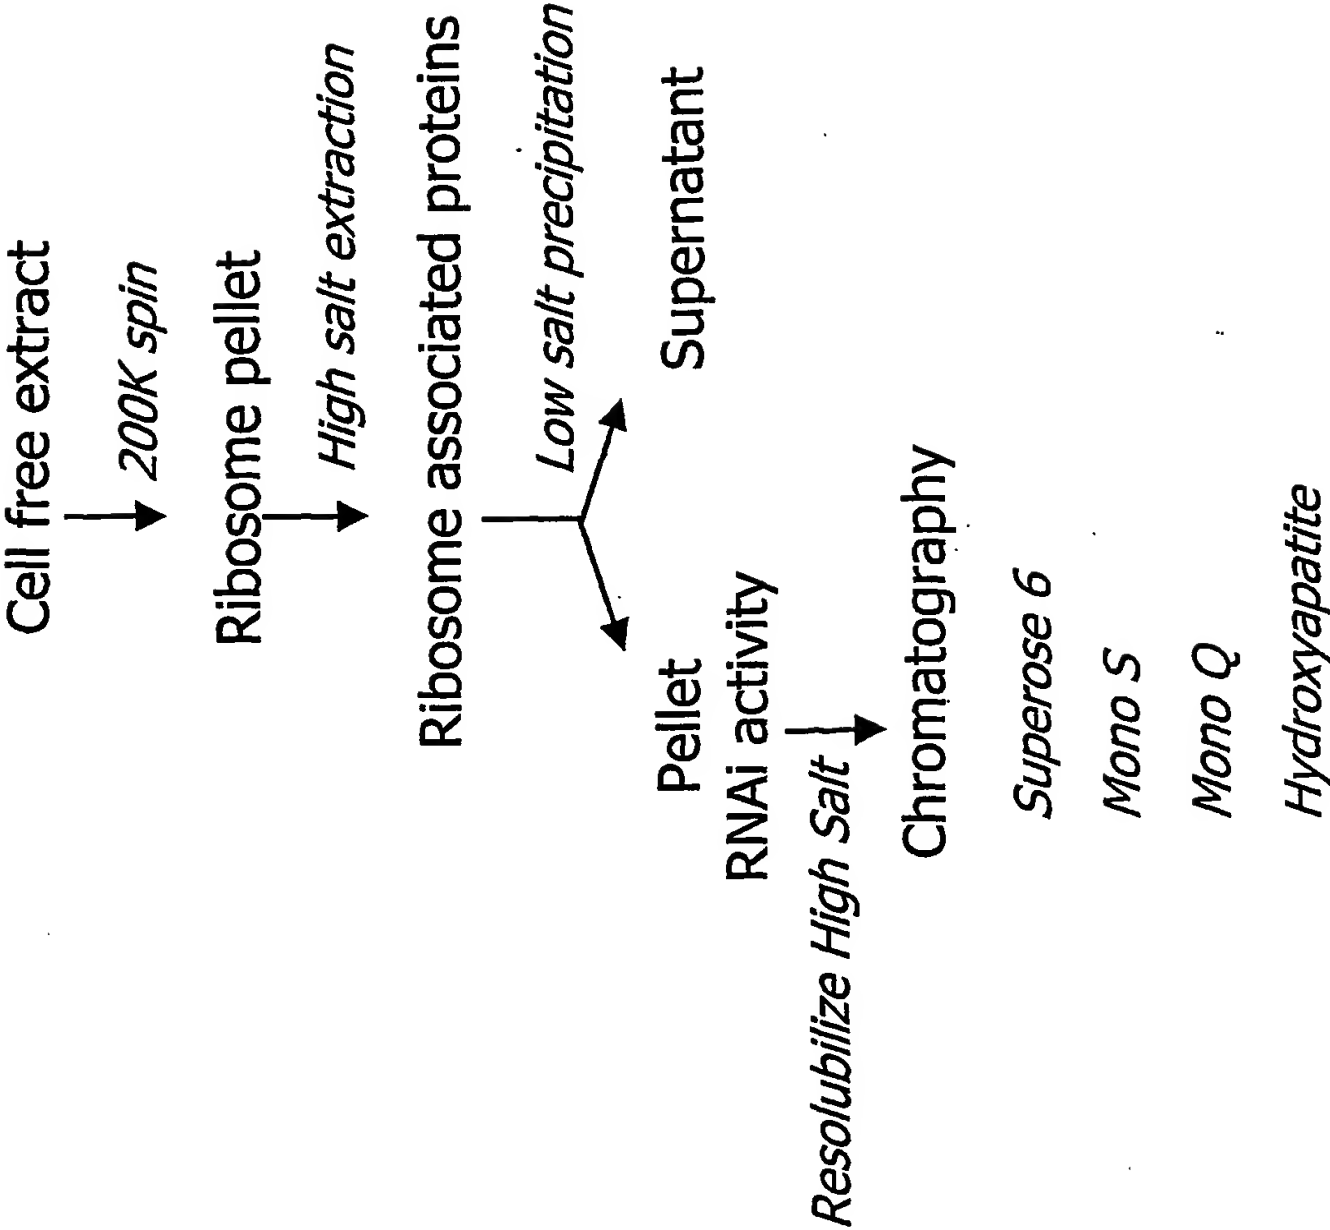 Cell free extract
200K spin
Ribosome pellet
High salt extraction
Ribosome associated proteins
Low salt precipitation
Pellet
RNAi activity
Supernatant
Resolubilize High Salt
Chromatography
Superose 6
Mono S
Mono Q
Hydroxyapatite